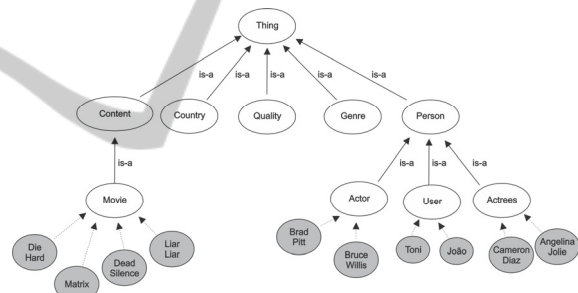 Thing
is-a is-a is-a is-a is-a
Content Country Quality Genre Person
is-a is-a is-a is-a
Movie Actor User Actrees
Die
Hard
Matrix
Dead
Silence
Liar
Liar
Brad
Pitt
Bruce
Willis
Toni
João
Cameron
Diaz
Angelina
Jolie